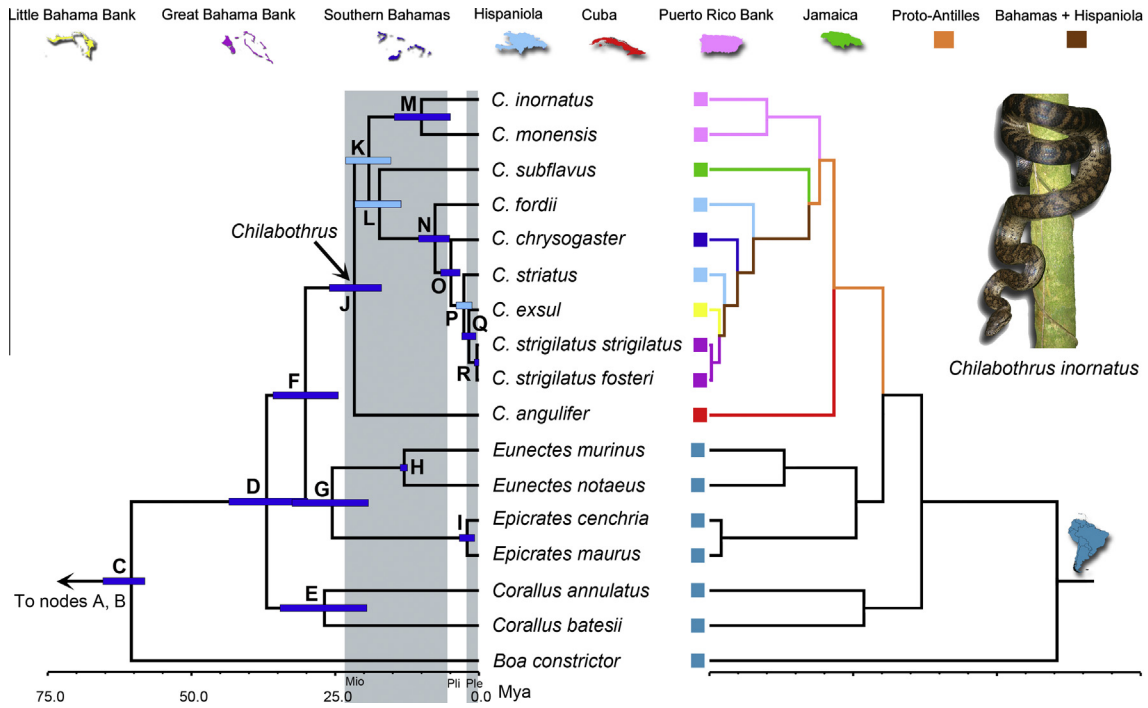 Little Bahama Bank Great Bahama Bank Southern Bahamas Hispaniola Cuba Puerto Rico Bank Jamaica Proto-Antilles Bahamas + Hispaniola
M C. inornatus
C. monensis
K
C. subflavus
L
C. fordii
N
Chilabothrus
C. chrysogaster
O
C. striatus
J
P
C. exsul
Q
C. strigilatus strigilatus
R
C. strigilatus fosteri
Chilabothrus inornatus
F
C. angulifer
Eunectes murinus
H
D G
Eunectes notaeus
I
Epicrates cenchria
Epicrates maurus
C
To nodes A, B
E
Corallus annulatus
Corallus batesii
Boa constrictor
Mio Pli Ple
75.0 50.0 25.0 0.0 Mya